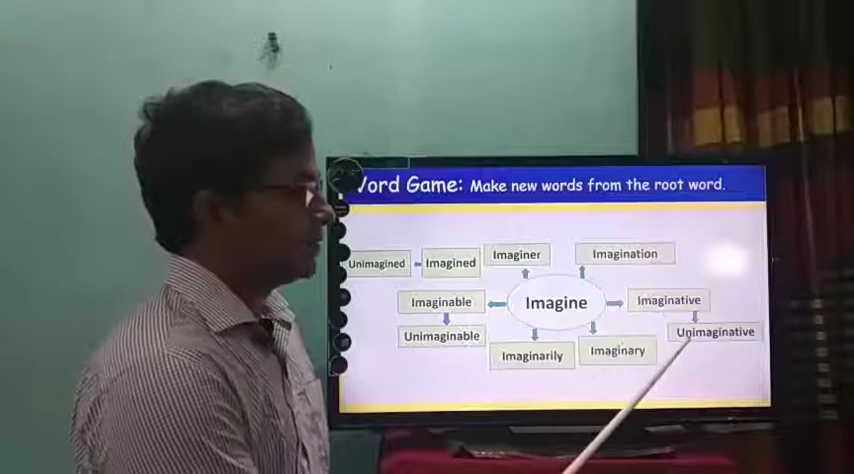 Word Game: Make new words from the root word.
Unimagined
Imagined
Imaginer
Imagination
Imaginable
Imagine
Imaginative
Unimaginable
Unimaginative
Imaginarily
Imaginary